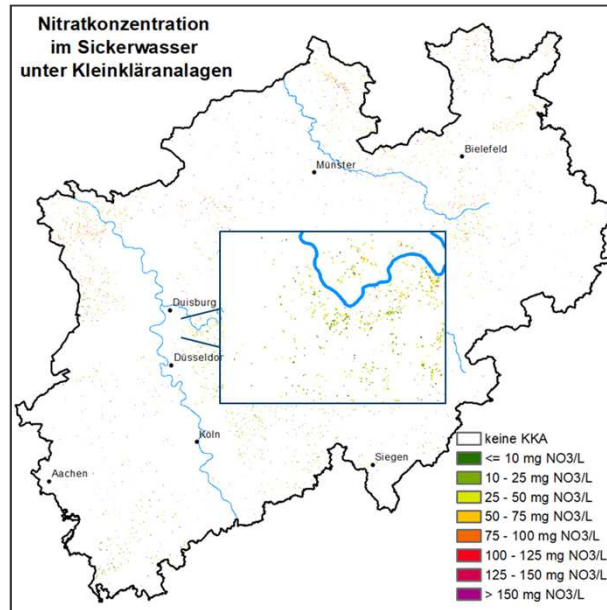 Nitratkonzentration
im Sickerwasser
unter Kleinkläranalagen
Bielefeld
Münster
Duisburg
Düsseldor
Köln
Siegen
Aachen
keine KKA
<= 10 mg NO3/L
10 - 25 mg NO3/L
25 - 50 mg NO3/L
50 - 75 mg NO3/L
75 - 100 mg NO3/L
100 - 125 mg NO3/L
125 - 150 mg NO3/L
> 150 mg NO3/L